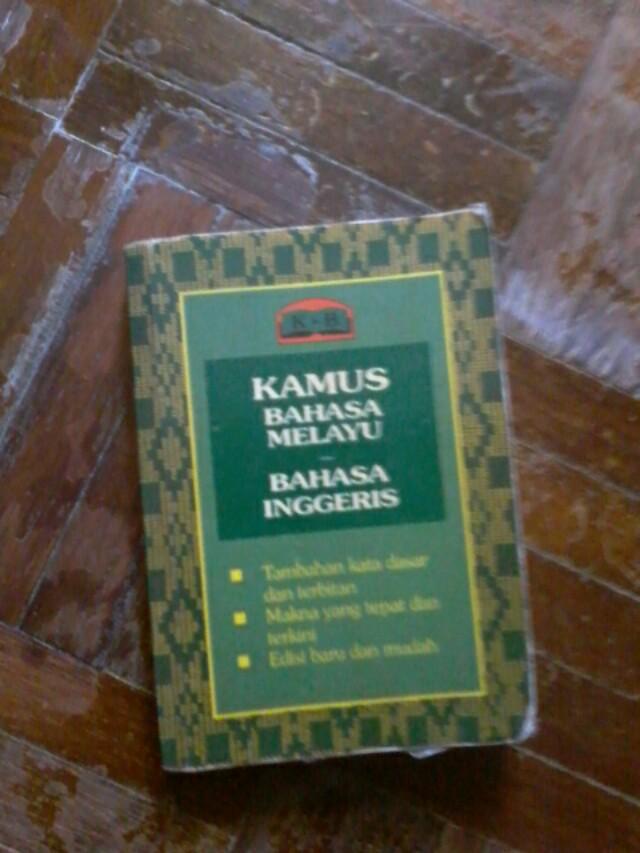 K - B
KAMUS
BAHASA
MELAYU
–
BAHASA
INGGERIS
Tambahan kata dasar
dan terbitan
Makna yang tepat dan
terkini
Edisi baru dan mudah